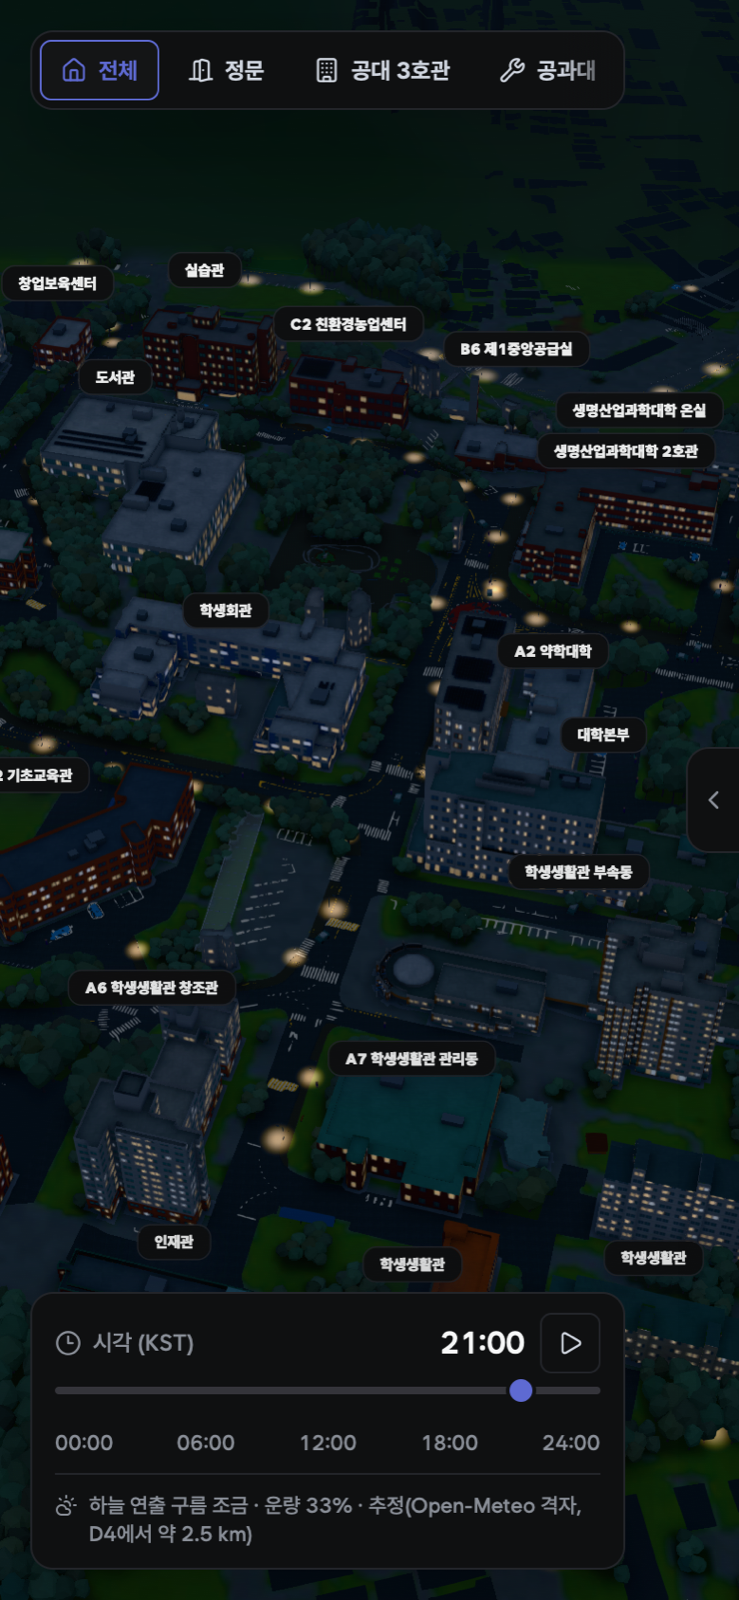 전체
정문
공대 3호관
공과대
실습관
창업보육센터
C2 친환경농업센터
B6 제1중앙공급실
도서관
생명산업과학대학 온실
생명산업과학대학 2호관
학생회관
A2 약학대학
대학본부
2 기초교육관
학생생활관 부속동
A6 학생생활관 창조관
A7 학생생활관 관리동
인재관
학생생활관
학생생활관
시각 (KST)
21:00
00:00 06:00 12:00 18:00 24:00
하늘 연출 구름 조금 · 운량 33% · 추정(Open-Meteo 격자,
D4에서 약 2.5 km)